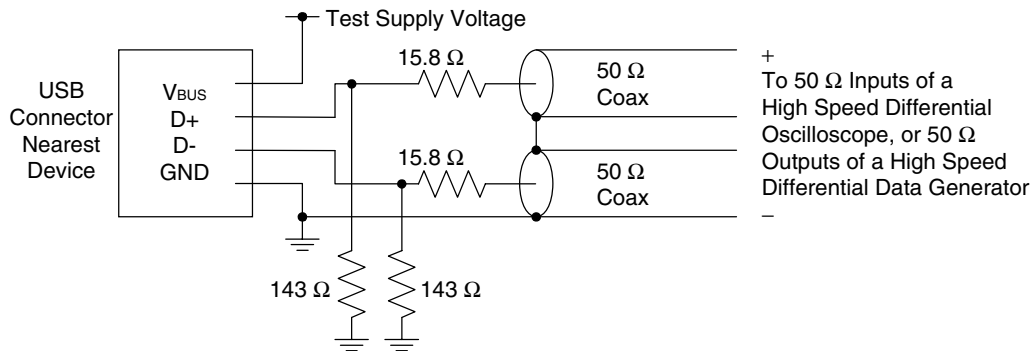 Test Supply Voltage
15.8 Ω
USB
Connector
Nearest
Device
VBUS
D+
D-
GND
50 Ω
Coax
15.8 Ω
50 Ω
Coax
+
To 50 Ω Inputs of a
High Speed Differential
Oscilloscope, or 50 Ω
Outputs of a High Speed
Differential Data Generator
−
143 Ω
143 Ω